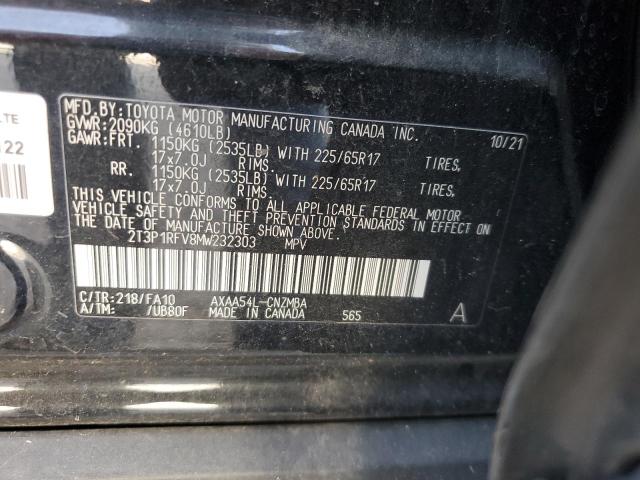 LTE
22
MFD.BY:TOYOTA MOTOR MANUFACTURING CANADA INC. 10/21
GVWR:2090KG (4610LB)
GAWR:FRT. 1150KG (2535LB) WITH 225/65R17 TIRES,
17x7.0J RIMS.
RR. 1150KG (2535LB) WITH 225/65R17 TIRES,
17x7.0J RIMS.
THIS VEHICLE CONFORMS TO ALL APPLICABLE FEDERAL MOTOR
VEHICLE SAFETY AND THEFT PREVENTION STANDARDS IN EFFECT ON
THE DATE OF MANUFACTURE SHOWN ABOVE.
2T3P1RFV8MW232303 MPV
C/TR:218/FA10 AXAA54L-CNZMBA
A/TM: /UB80F MADE IN CANADA 565 A